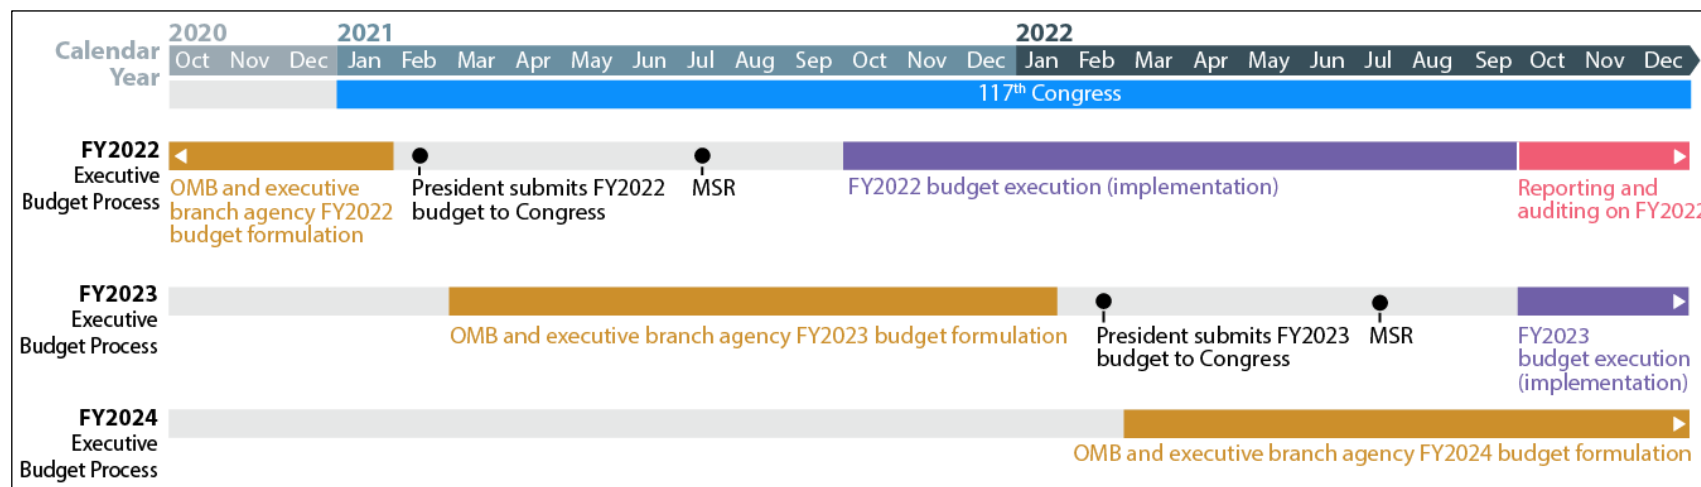 2020 2021 2022
Calendar Year
Oct Nov Dec Jan Feb Mar Apr May Jun Jul Aug Sep Oct Nov Dec Jan Feb Mar Apr May Jun Jul Aug Sep Oct Nov Dec
117th Congress
FY2022
Executive
Budget Process
OMB and executive
branch agency FY2022
budget formulation
President submits FY2022
budget to Congress
MSR
FY2022 budget execution (implementation)
Reporting and
auditing on FY2022
FY2023
Executive
Budget Process
OMB and executive branch agency FY2023 budget formulation
President submits FY2023
budget to Congress
MSR
FY2023
budget execution
(implementation)
FY2024
Executive
Budget Process
OMB and executive branch agency FY2024 budget formulation